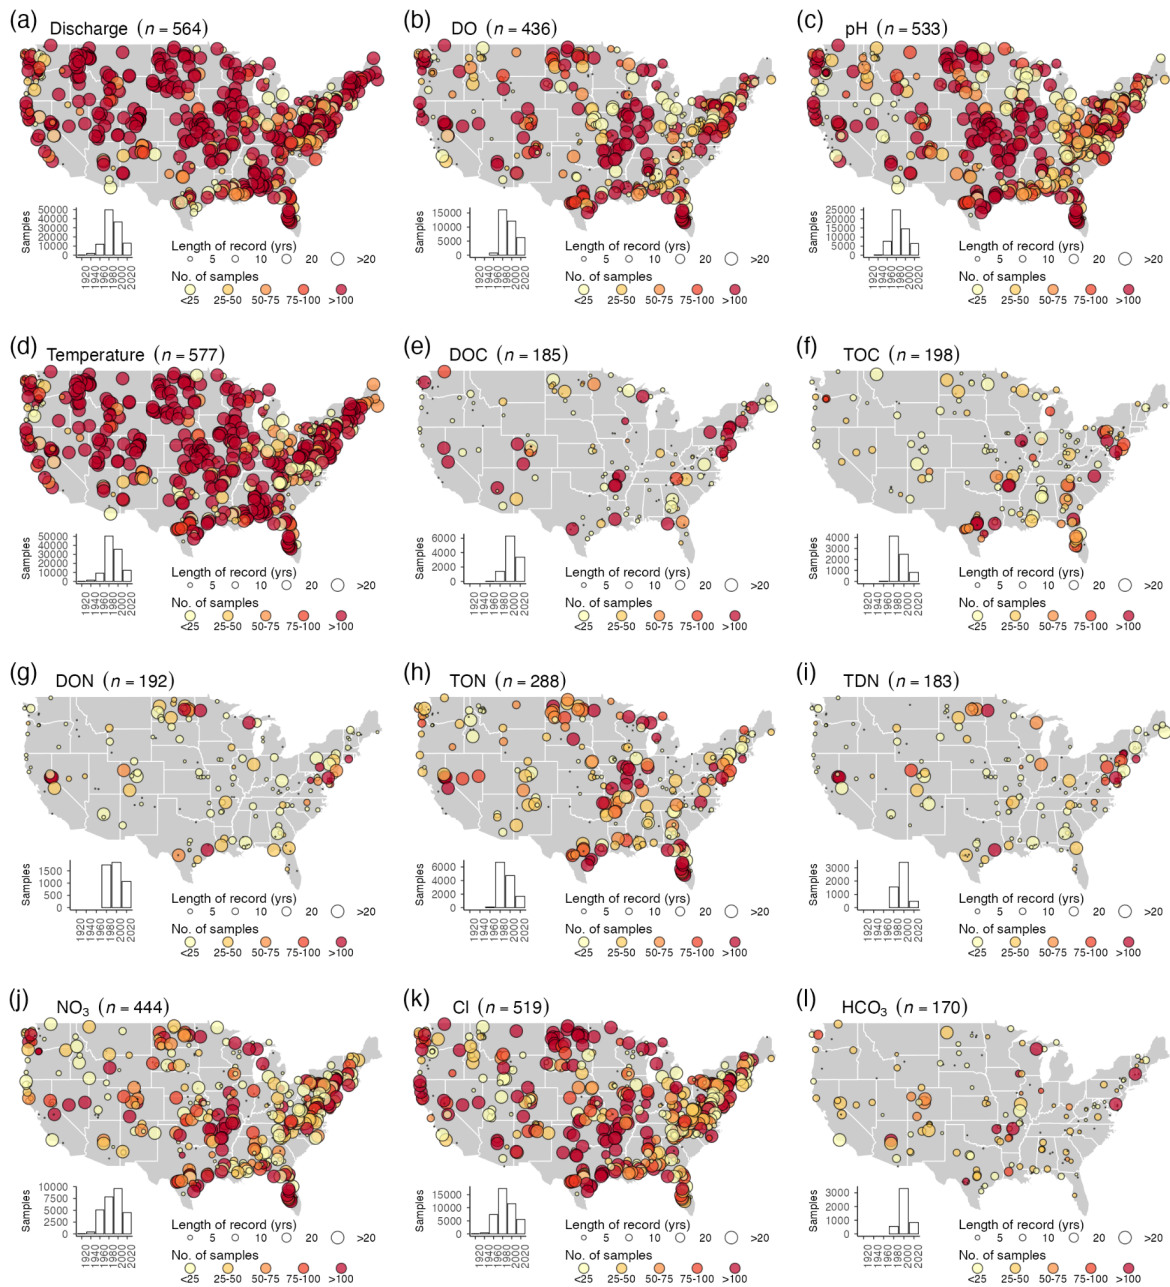 (a) Discharge (n = 564)
50000
40000
30000
20000
10000
0
Samples
1920 1940 1960 1980 2000 2020
Length of record (yrs)
5 10 20 >20
No. of samples
<25 25-50 50-75 75-100 >100
(b) DO (n = 436)
15000
10000
5000
0
Samples
1920 1940 1960 1980 2000 2020
Length of record (yrs)
5 10 20 >20
No. of samples
<25 25-50 50-75 75-100 >100
(c) pH (n = 533)
25000
20000
15000
10000
5000
0
Samples
1920 1940 1960 1980 2000 2020
Length of record (yrs)
5 10 20 >20
No. of samples
<25 25-50 50-75 75-100 >100
(d) Temperature (n = 577)
50000
40000
30000
20000
10000
0
Samples
1920 1940 1960 1980 2000 2020
Length of record (yrs)
5 10 20 >20
No. of samples
<25 25-50 50-75 75-100 >100
(e) DOC (n = 185)
6000
4000
2000
0
Samples
1920 1940 1960 1980 2000 2020
Length of record (yrs)
5 10 20 >20
No. of samples
<25 25-50 50-75 75-100 >100
(f) TOC (n = 198)
4000
3000
2000
1000
0
Samples
1920 1940 1960 1980 2000 2020
Length of record (yrs)
5 10 20 >20
No. of samples
<25 25-50 50-75 75-100 >100
(g) DON (n = 192)
1500
1000
500
0
Samples
1920 1940 1960 1980 2000 2020
Length of record (yrs)
5 10 20 >20
No. of samples
<25 25-50 50-75 75-100 >100
(h) TON (n = 288)
6000
4000
2000
0
Samples
1920 1940 1960 1980 2000 2020
Length of record (yrs)
5 10 20 >20
No. of samples
<25 25-50 50-75 75-100 >100
(i) TDN (n = 183)
3000
2000
1000
0
Samples
1920 1940 1960 1980 2000 2020
Length of record (yrs)
5 10 20 >20
No. of samples
<25 25-50 50-75 75-100 >100
(j) NO₃ (n = 444)
10000
7500
5000
2500
0
Samples
1920 1940 1960 1980 2000 2020
Length of record (yrs)
5 10 20 >20
No. of samples
<25 25-50 50-75 75-100 >100
(k) Cl (n = 519)
15000
10000
5000
0
Samples
1920 1940 1960 1980 2000 2020
Length of record (yrs)
5 10 20 >20
No. of samples
<25 25-50 50-75 75-100 >100
(l) HCO₃ (n = 170)
3000
2000
1000
0
Samples
1920 1940 1960 1980 2000 2020
Length of record (yrs)
5 10 20 >20
No. of samples
<25 25-50 50-75 75-100 >100